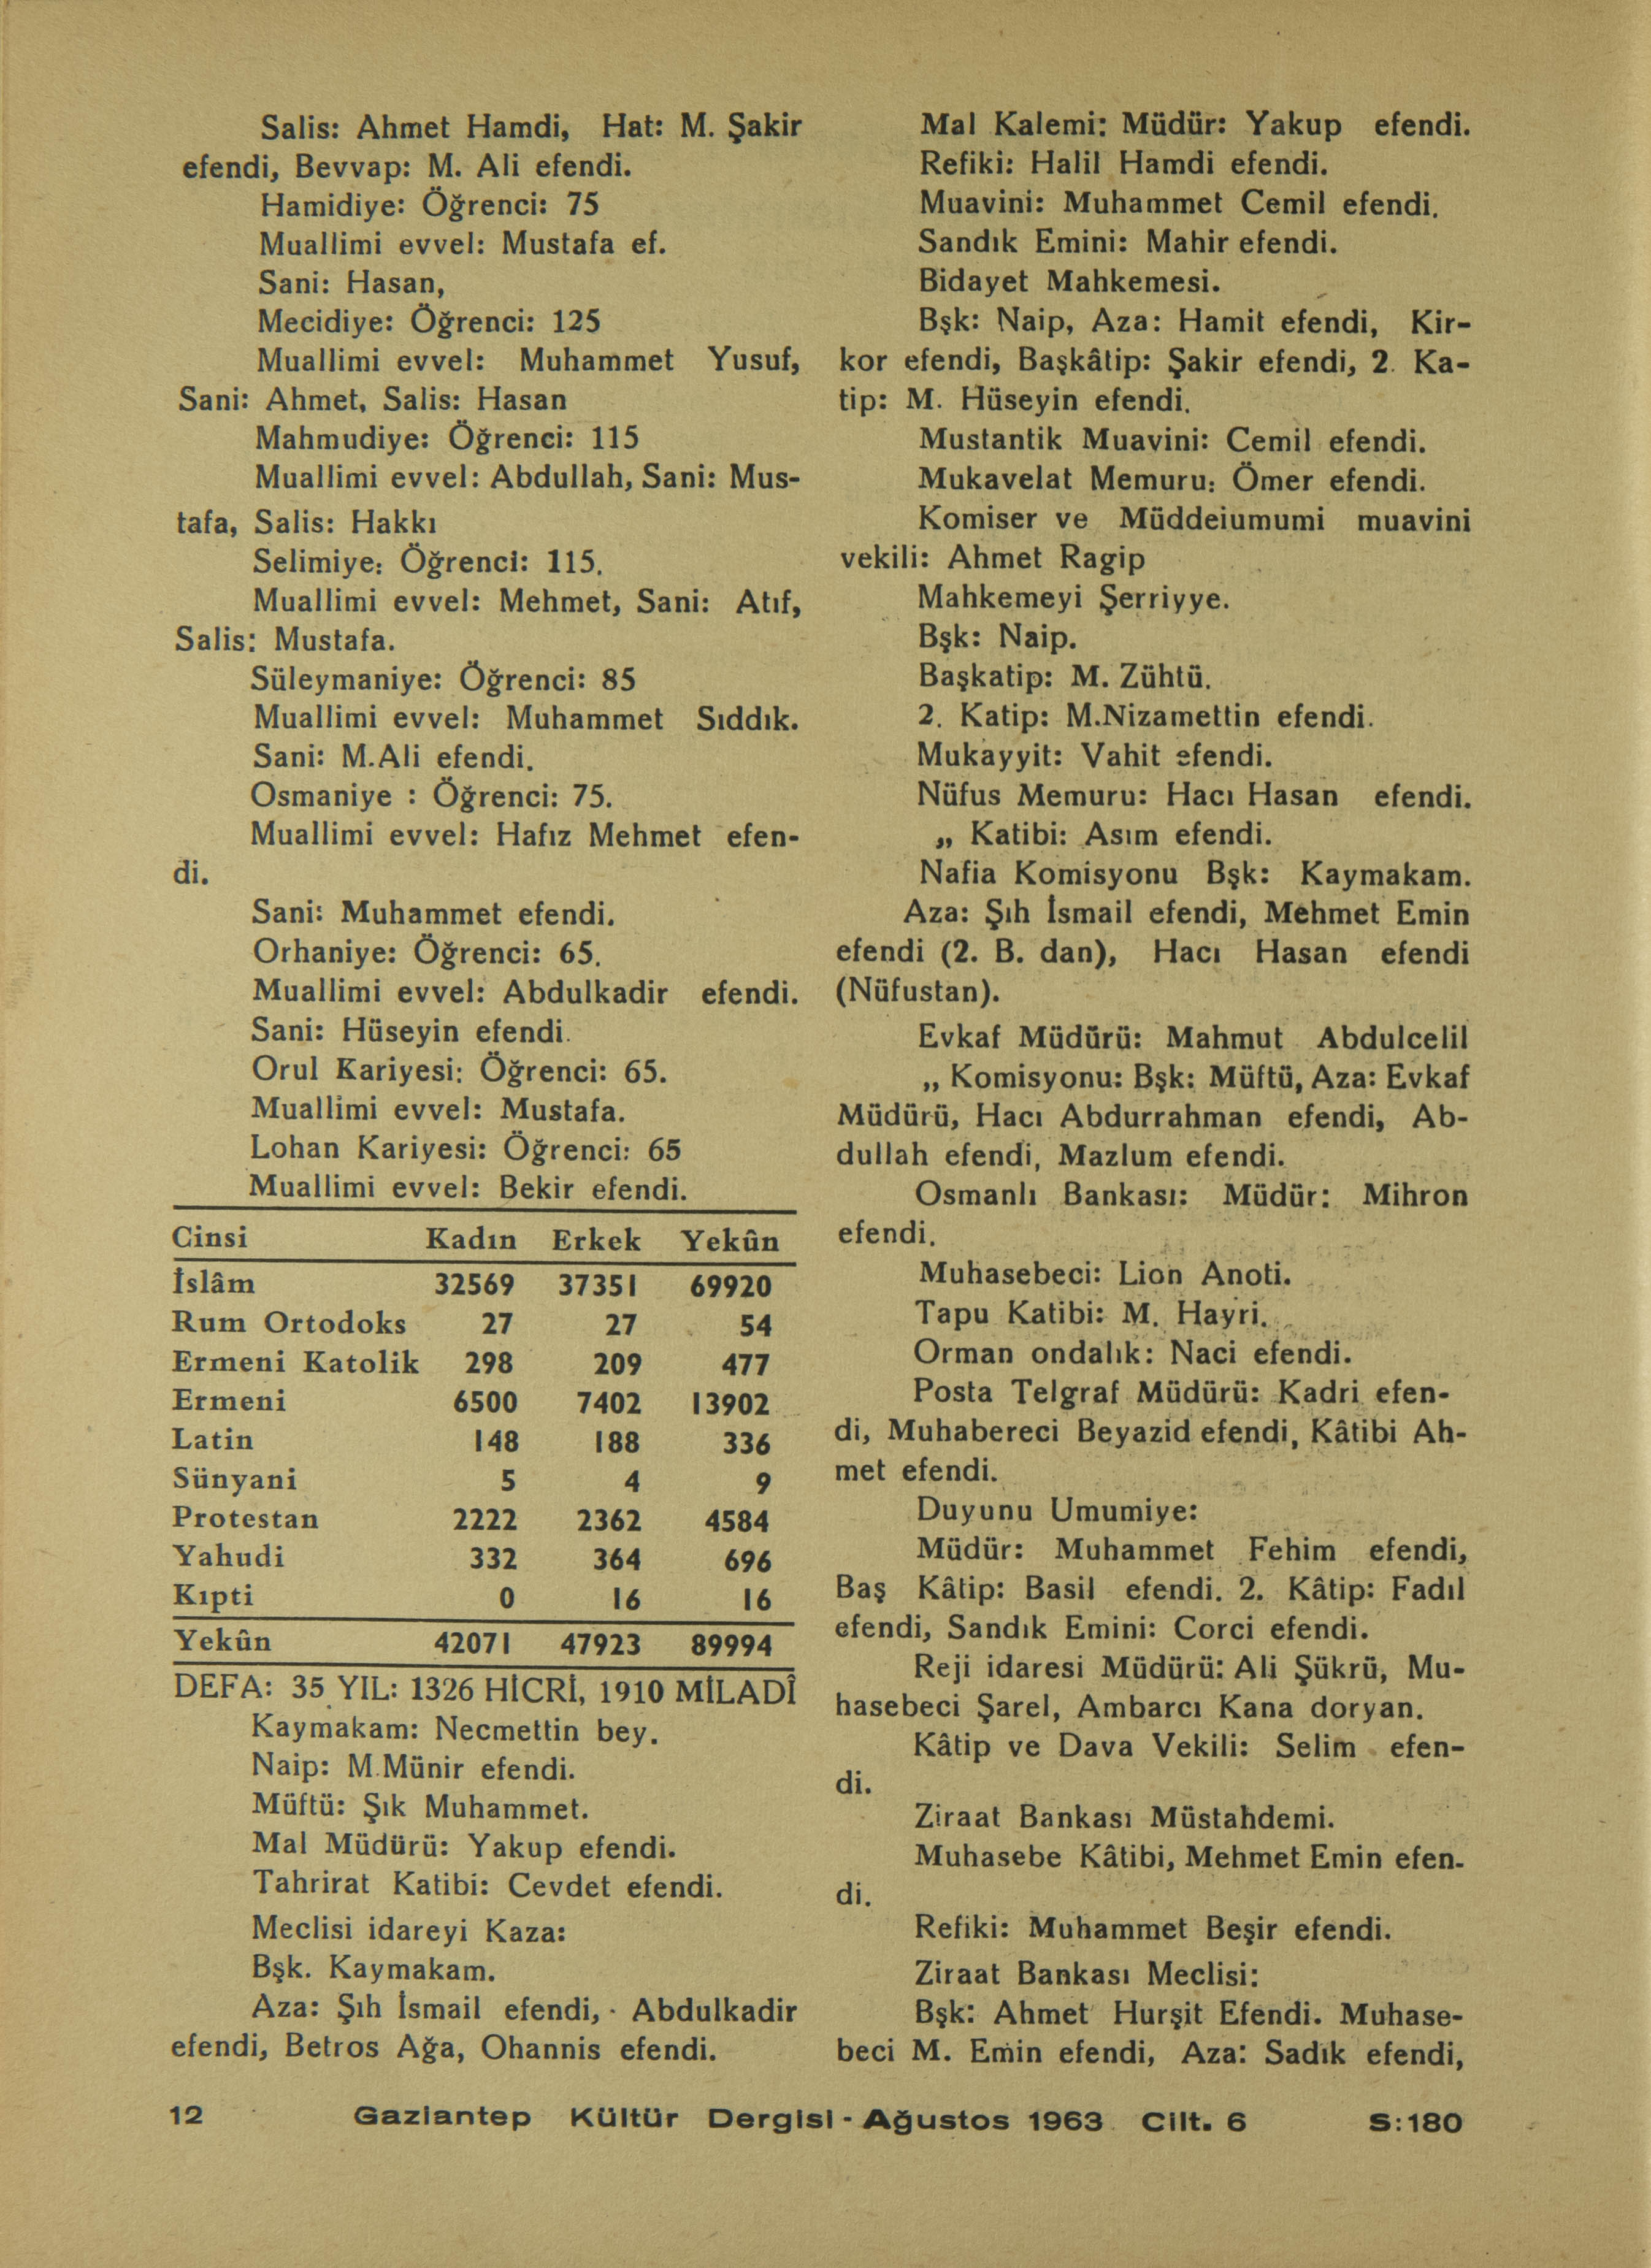 Salis: Ahmet Hamdi, Hat: M. Şakir
efendi, Bevvap: M. Ali efendi.
Hamidiye: Öğrenci: 75
Muallimi evvel: Mustafa ef.
Sani: Hasan,
Mecidiye: Öğrenci: 125
Muallimi evvel: Muhammet Yusuf,
Sani: Ahmet, Salis: Hasan
Mahmudiye: Öğrenci: 115
Muallimi evvel: Abdullah, Sani: Mus-
tafa, Salis: Hakkı
Selimiye: Öğrenci: 115.
Muallimi evvel: Mehmet, Sani: Atıf,
Salis: Mustafa.
Süleymaniye: Öğrenci: 85
Muallimi evvel: Muhammet Sıddık.
Sani: M.Ali efendi.
Osmaniye : Öğrenci: 75.
Muallimi evvel: Hafız Mehmet efen-
di.
Sani: Muhammet efendi.
Orhaniye: Öğrenci: 65.
Muallimi evvel: Abdulkadir efendi.
Sani: Hüseyin efendi.
Orul Kariyesi: Öğrenci: 65.
Muallimi evvel: Mustafa.
Lohan Kariyesi: Öğrenci: 65
Muallimi evvel: Bekir efendi.
Cinsi Kadın Erkek Yekûn
İslâm 32569 37351 69920
Rum Ortodoks 27 27 54
Ermeni Katolik 298 209 477
Ermeni 6500 7402 13902
Latin 148 188 336
Sünyani 5 4 9
Protestan 2222 2362 4584
Yahudi 332 364 696
Kıpti 0 16 16
Yekûn 42071 47923 89994
DEFA: 35 YIL: 1326 HİCRİ, 1910 MİLADÎ
Kaymakam: Necmettin bey.
Naip: M.Münir efendi.
Müftü: Şık Muhammet.
Mal Müdürü: Yakup efendi.
Tahrirat Katibi: Cevdet efendi.
Meclisi idareyi Kaza:
Bşk. Kaymakam.
Aza: Şıh İsmail efendi, Abdulkadir
efendi, Betros Ağa, Ohannis efendi.
Mal Kalemi: Müdür: Yakup efendi.
Refiki: Halil Hamdi efendi.
Muavini: Muhammet Cemil efendi.
Sandık Emini: Mahir efendi.
Bidayet Mahkemesi.
Bşk: Naip, Aza: Hamit efendi, Kir-
kor efendi, Başkâtip: Şakir efendi, 2. Ka-
tip: M. Hüseyin efendi.
Mustantik Muavini: Cemil efendi.
Mukavelat Memuru: Ömer efendi.
Komiser ve Müddeiumumi muavini
vekili: Ahmet Ragip
Mahkemeyi Şerriyye.
Bşk: Naip.
Başkatip: M. Zühtü.
2. Katip: M.Nizamettin efendi.
Mukayyit: Vahit efendi.
Nüfus Memuru: Hacı Hasan efendi.
„ Katibi: Asım efendi.
Nafia Komisyonu Bşk: Kaymakam.
Aza: Şıh İsmail efendi, Mehmet Emin
efendi (2. B. dan), Hacı Hasan efendi
(Nüfustan).
Evkaf Müdürü: Mahmut Abdulcelil
„ Komisyonu: Bşk: Müftü, Aza: Evkaf
Müdürü, Hacı Abdurrahman efendi, Ab-
dullah efendi, Mazlum efendi.
Osmanlı Bankası: Müdür: Mihron
efendi.
Muhasebeci: Lion Anoti.
Tapu Katibi: M. Hayri.
Orman ondalık: Naci efendi.
Posta Telgraf Müdürü: Kadri efen-
di, Muhabereci Beyazid efendi, Kâtibi Ah-
met efendi.
Duyunu Umumiye:
Müdür: Muhammet Fehim efendi,
Baş Kâtip: Basil efendi. 2. Kâtip: Fadıl
efendi, Sandık Emini: Corci efendi.
Reji idaresi Müdürü: Ali Şükrü, Mu-
hasebeci Şarel, Ambarcı Kana doryan.
Kâtip ve Dava Vekili: Selim efen-
di.
Ziraat Bankası Müstahdemi.
Muhasebe Kâtibi, Mehmet Emin efen-
di.
Refiki: Muhammet Beşir efendi.
Ziraat Bankası Meclisi:
Bşk: Ahmet Hurşit Efendi. Muhase-
beci M. Emin efendi, Aza: Sadık efendi,
12 Gaziantep Kültür Dergisi - Ağustos 1963 Cilt. 6 S:180